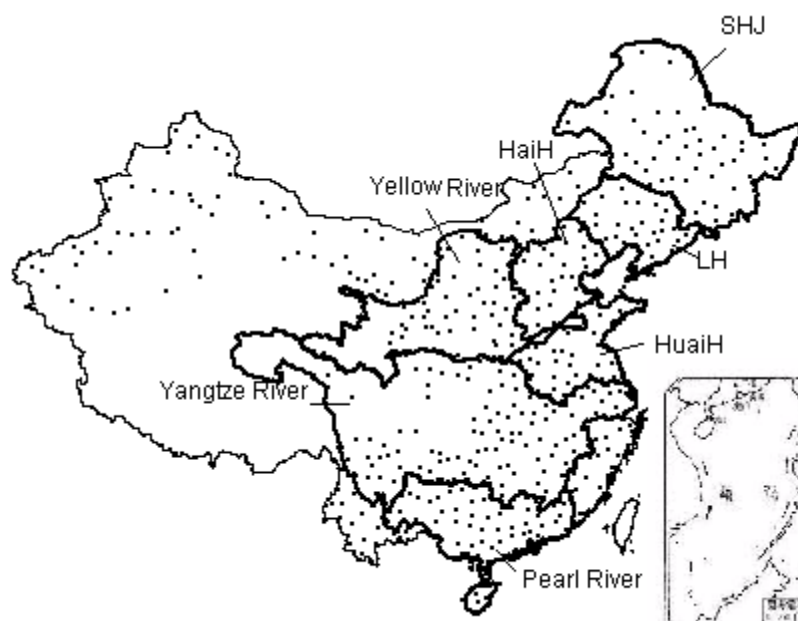 SHJ
HaiH
Yellow River
LH
HuaiH
Yangtze River
Pearl River